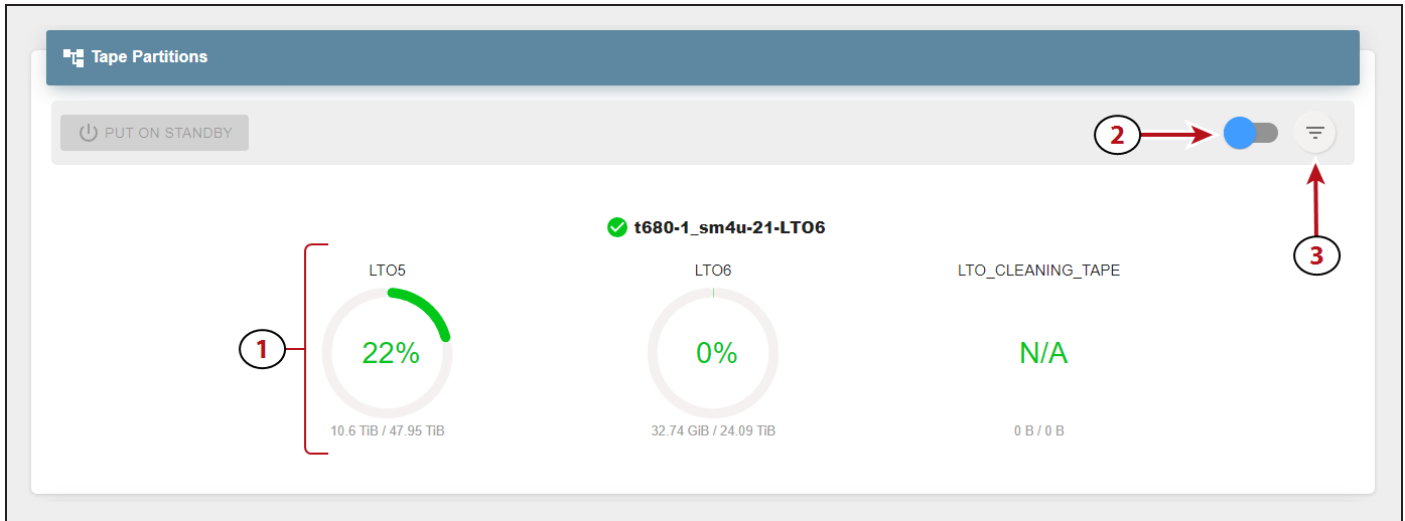 Tape Partitions
PUT ON STANDBY
2
3
t680-1_sm4u-21-LTO6
1
LTO5
LTO6
LTO_CLEANING_TAPE
22%
0%
N/A
10.6 TiB / 47.95 TiB
32.74 GiB / 24.09 TiB
0 B / 0 B